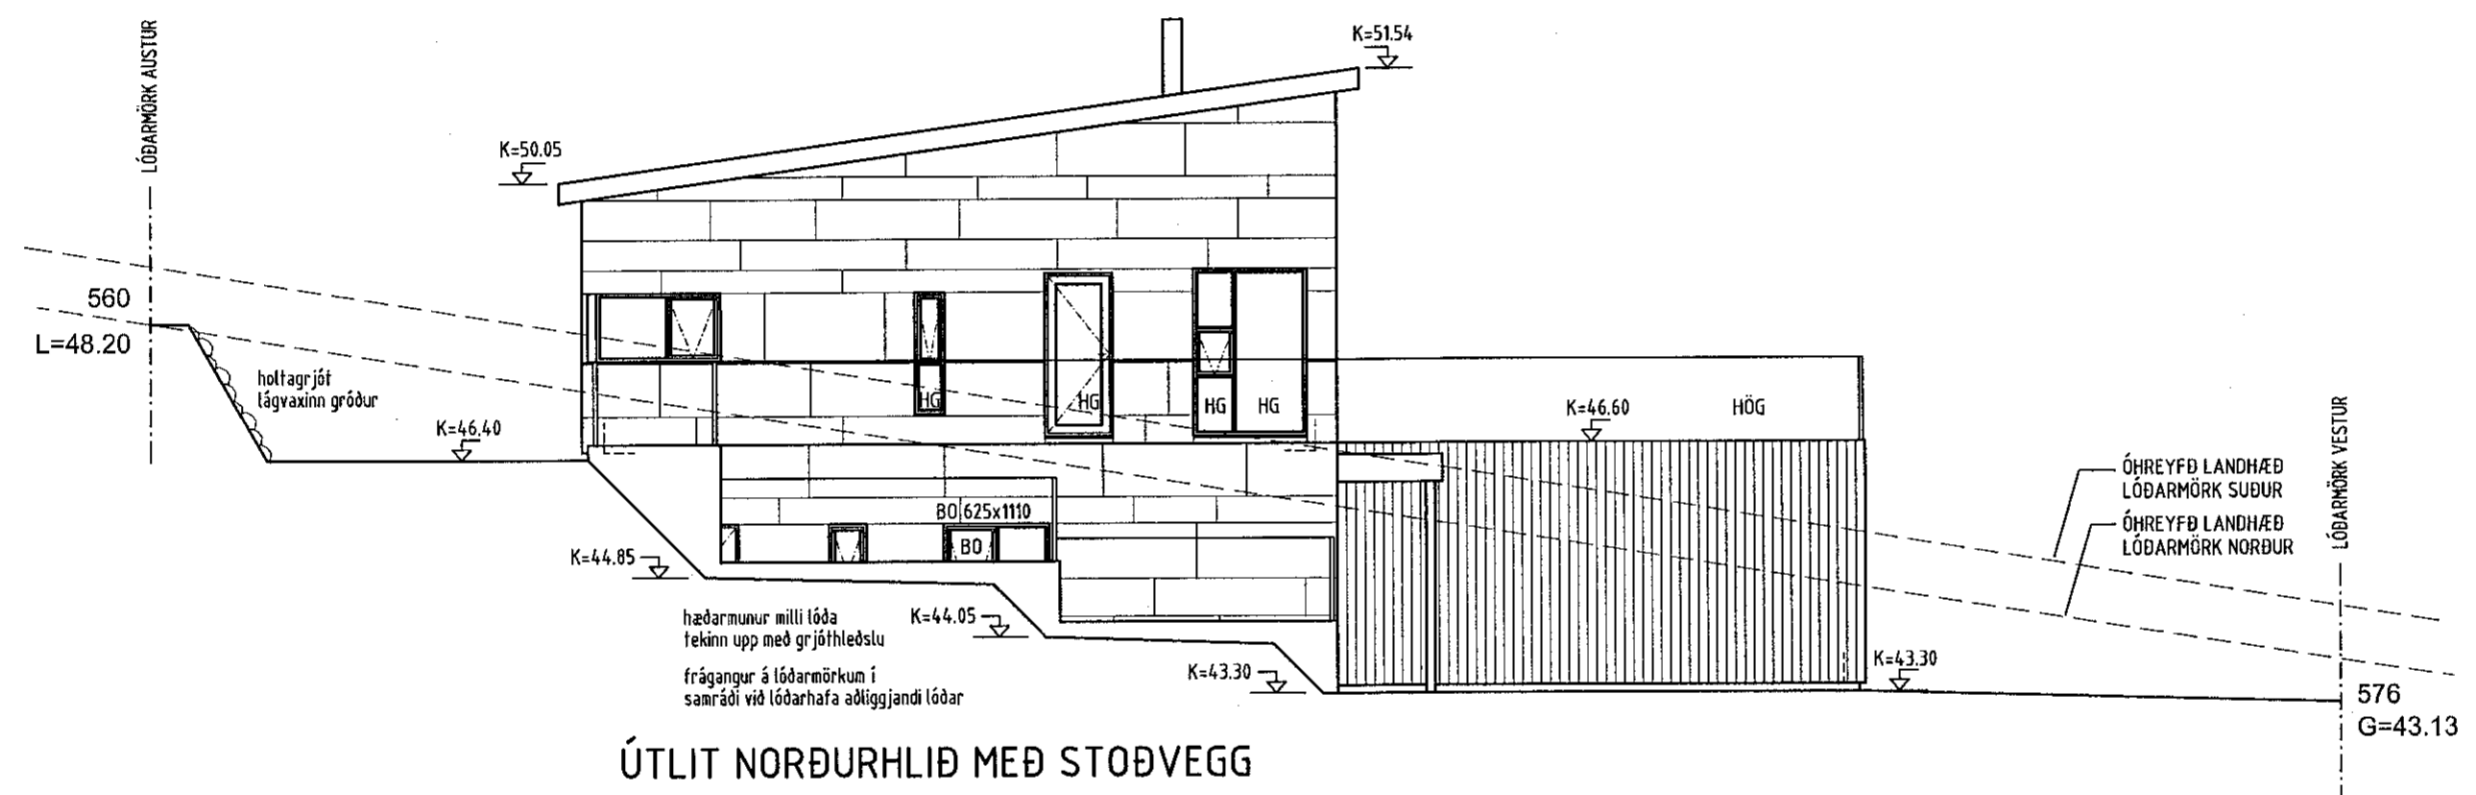 LÓÐARMÖRK AUSTUR
K=51.54
K=50.05
560
L=48.20
holtagrjót
lágvaxinn gróður
K=46.40
HG
HG
HG
HG
K=46.60
HÖG
LÓÐARMÖRK VESTUR
ÓHREYFÐ LANDHÆÐ
LÓÐARMÖRK SUÐUR
ÓHREYFÐ LANDHÆÐ
LÓÐARMÖRK NORÐUR
BO 625x1110
BO
K=44.85
hæðarmunur milli lóða
tekinn upp með grjóthleðslu
K=44.05
frágangur á lóðarmörkum í
samráði við lóðarhafa aðliggjandi lóðar
K=43.30
K=43.30
576
G=43.13
ÚTLIT NORÐURHLIÐ MEÐ STOÐVEGG